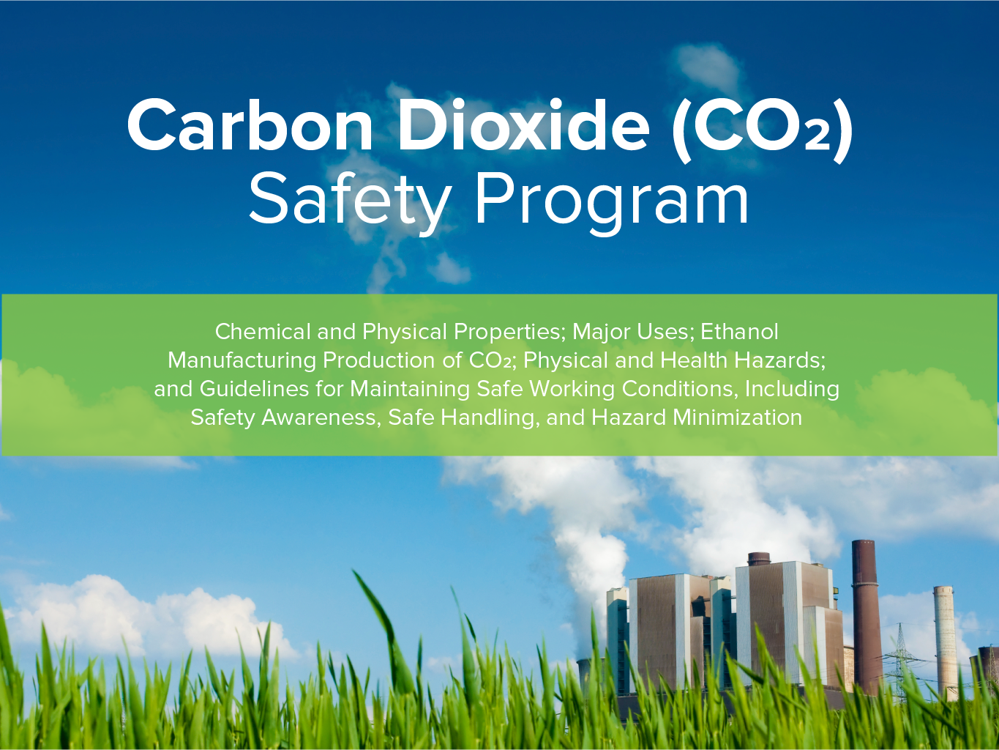 Carbon Dioxide (CO₂)
Safety Program
Chemical and Physical Properties; Major Uses; Ethanol
Manufacturing Production of CO₂; Physical and Health Hazards;
and Guidelines for Maintaining Safe Working Conditions, Including
Safety Awareness, Safe Handling, and Hazard Minimization